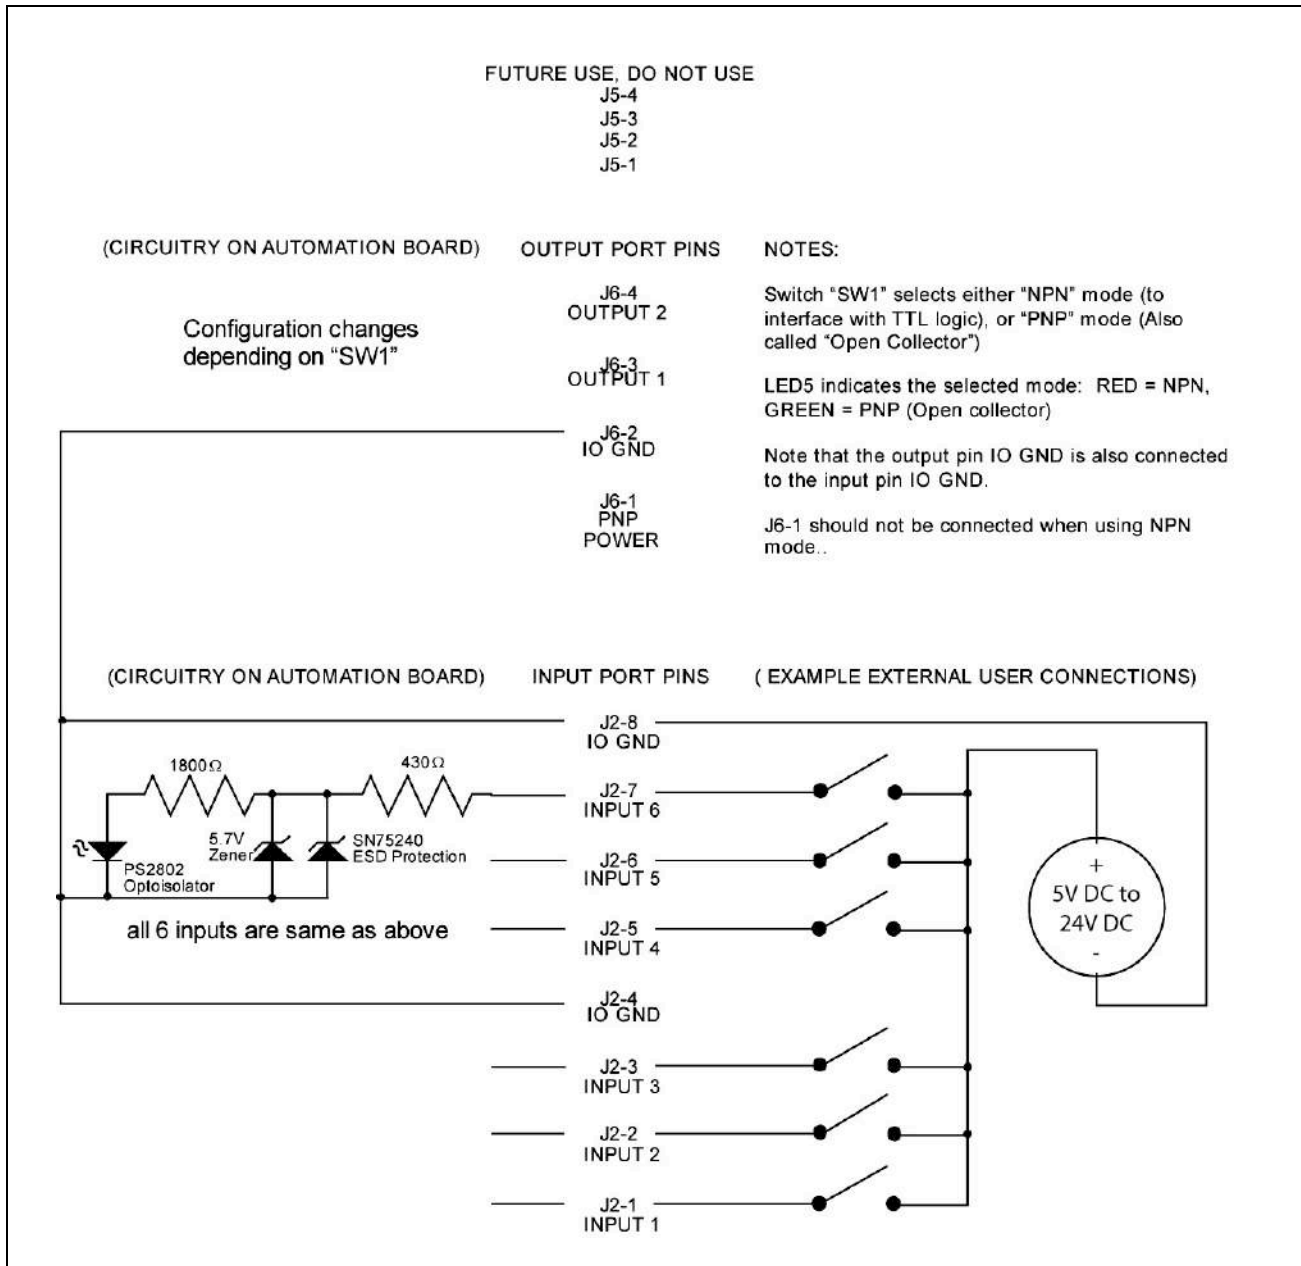 FUTURE USE, DO NOT USE
J5-4
J5-3
J5-2
J5-1
(CIRCUITRY ON AUTOMATION BOARD)
OUTPUT PORT PINS
NOTES:
Configuration changes
depending on “SW1”
J6-4
OUTPUT 2
J6-3
OUTPUT 1
J6-2
IO GND
J6-1
PNP
POWER
Switch “SW1” selects either “NPN” mode (to
interface with TTL logic), or “PNP” mode (Also
called “Open Collector”)
LED5 indicates the selected mode: RED = NPN,
GREEN = PNP (Open collector)
Note that the output pin IO GND is also connected
to the input pin IO GND.
J6-1 should not be connected when using NPN
mode..
(CIRCUITRY ON AUTOMATION BOARD)
INPUT PORT PINS
( EXAMPLE EXTERNAL USER CONNECTIONS)
J2-8
IO GND
1800Ω
430Ω
J2-7
INPUT 6
5.7V
Zener
SN75240
ESD Protection
PS2802
Optoisolator
J2-6
INPUT 5
+
5V DC to
24V DC
-
all 6 inputs are same as above
J2-5
INPUT 4
J2-4
IO GND
J2-3
INPUT 3
J2-2
INPUT 2
J2-1
INPUT 1